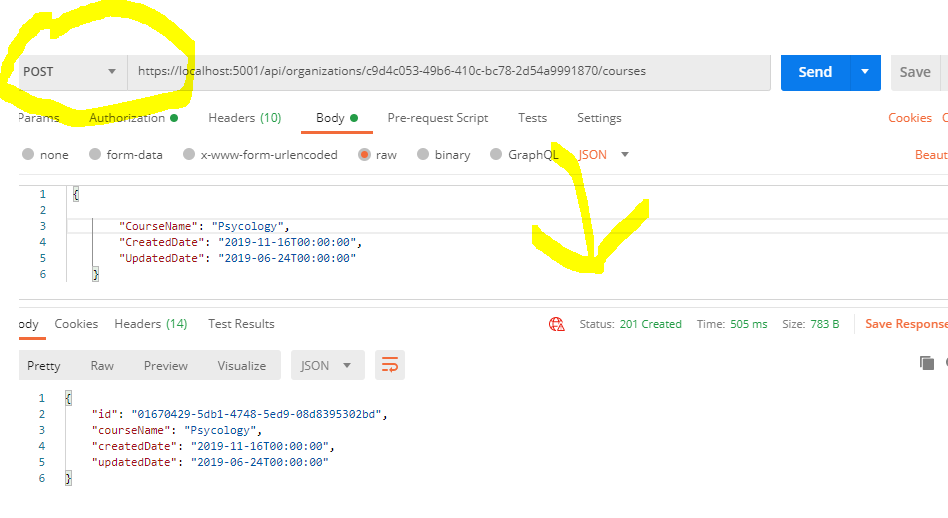 POST https://localhost:5001/api/organizations/c9d4c053-49b6-410c-bc78-2d54a9991870/courses Send Save
Params Authorization Headers (10) Body Pre-request Script Tests Settings Cookies
none form-data x-www-form-urlencoded raw binary GraphQL JSON Beaut
1 {
2
3 "CourseName": "Psycology",
4 "CreatedDate": "2019-11-16T00:00:00",
5 "UpdatedDate": "2019-06-24T00:00:00"
6 }
ody Cookies Headers (14) Test Results Status: 201 Created Time: 505 ms Size: 783 B Save Response
Pretty Raw Preview Visualize JSON
1 {
2 "id": "01670429-5db1-4748-5ed9-08d8395302bd",
3 "courseName": "Psycology",
4 "createdDate": "2019-11-16T00:00:00",
5 "updatedDate": "2019-06-24T00:00:00"
6 }